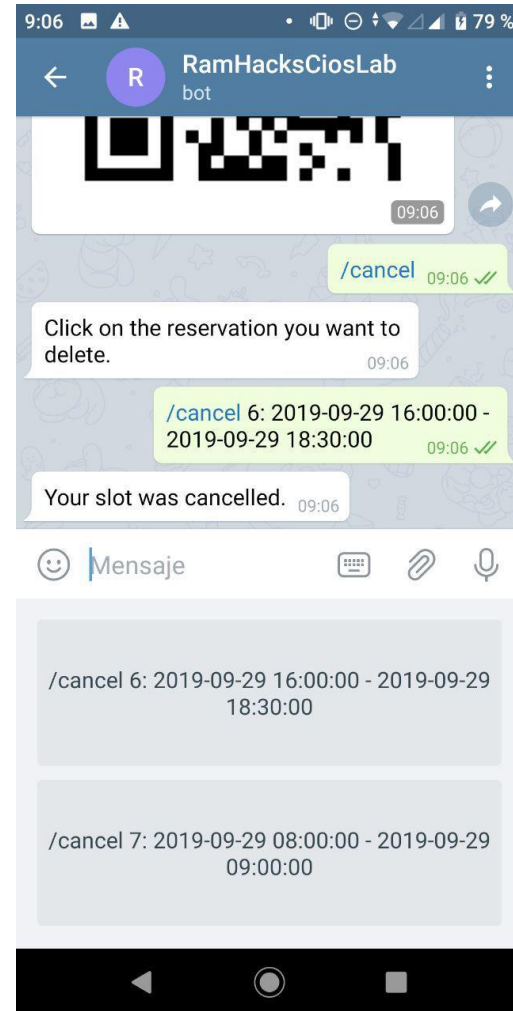 9:06 79 %
R RamHacksCiosLab
bot
09:06
/cancel 09:06
Click on the reservation you want to
delete. 09:06
/cancel 6: 2019-09-29 16:00:00 -
2019-09-29 18:30:00 09:06
Your slot was cancelled. 09:06
Mensaje
/cancel 6: 2019-09-29 16:00:00 - 2019-09-29
18:30:00
/cancel 7: 2019-09-29 08:00:00 - 2019-09-29
09:00:00